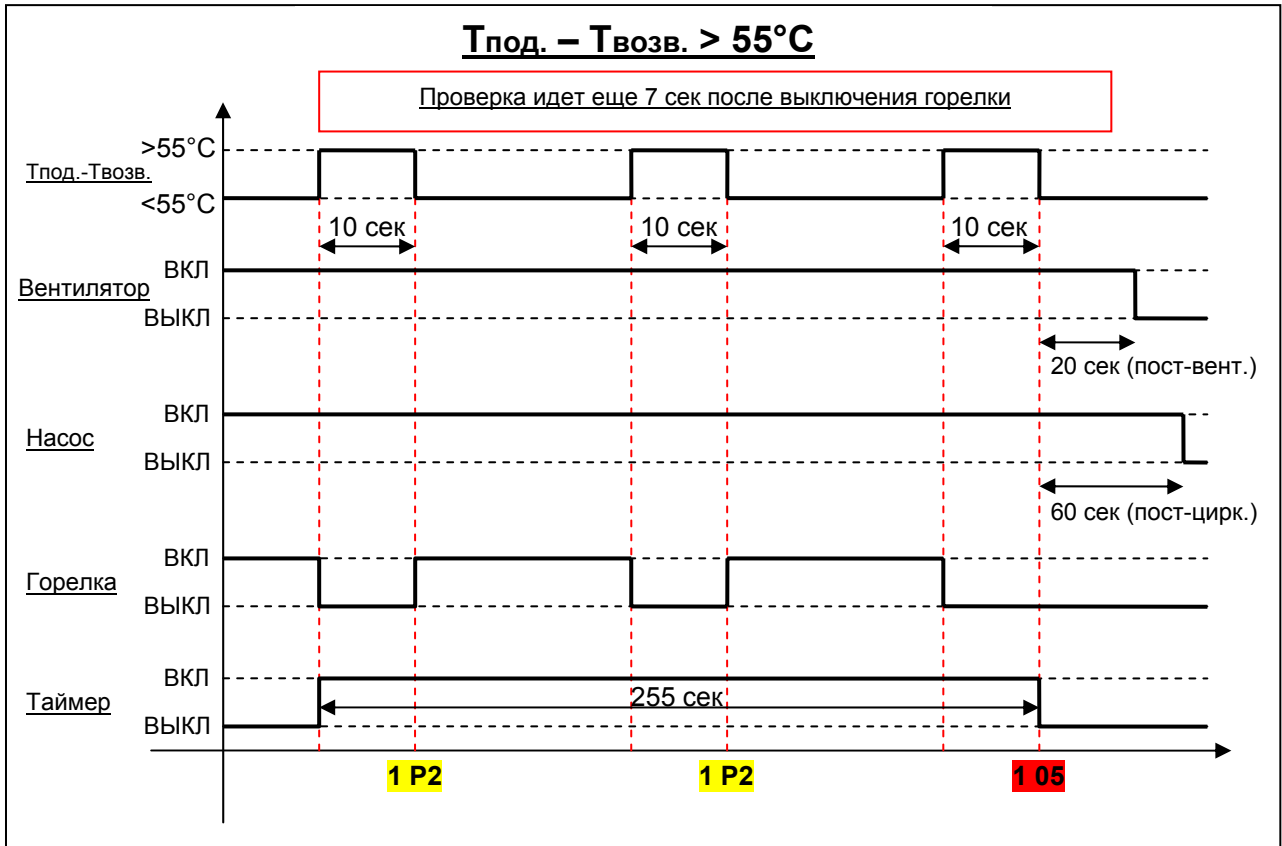 Тпод. – Твозв. > 55°С
Проверка идет еще 7 сек после выключения горелки
>55°С
Тпод.-Твозв.
<55°С
10 сек
10 сек
10 сек
ВКЛ
Вентилятор
ВЫКЛ
20 сек (пост-вент.)
ВКЛ
Насос
ВЫКЛ
60 сек (пост-цирк.)
ВКЛ
Горелка
ВЫКЛ
ВКЛ
255 сек
Таймер
ВЫКЛ
1 P2
1 P2
1 05